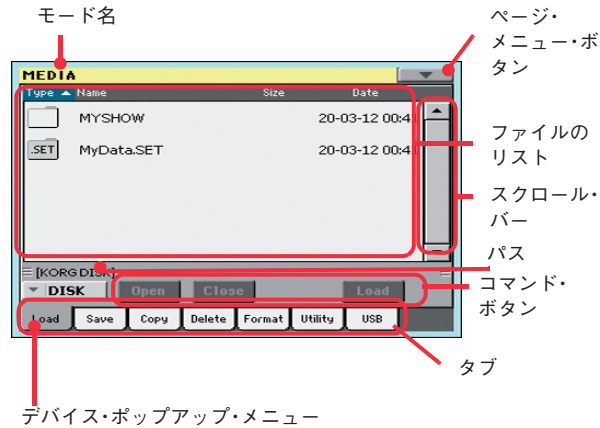 モード名
ページ・
メニュー・ボ
タン
MEDIA
Type Name Size Date
MYSHOW 20-03-12 00:41
.SET MyData.SET 20-03-12 00:41
ファイルの
リスト
スクロール・
バー
[KORG DISK]
パス
DISK Open Close Load
コマンド・
ボタン
Load Save Copy Delete Format Utility USB
タブ
デバイス・ポップアップ・メニュー